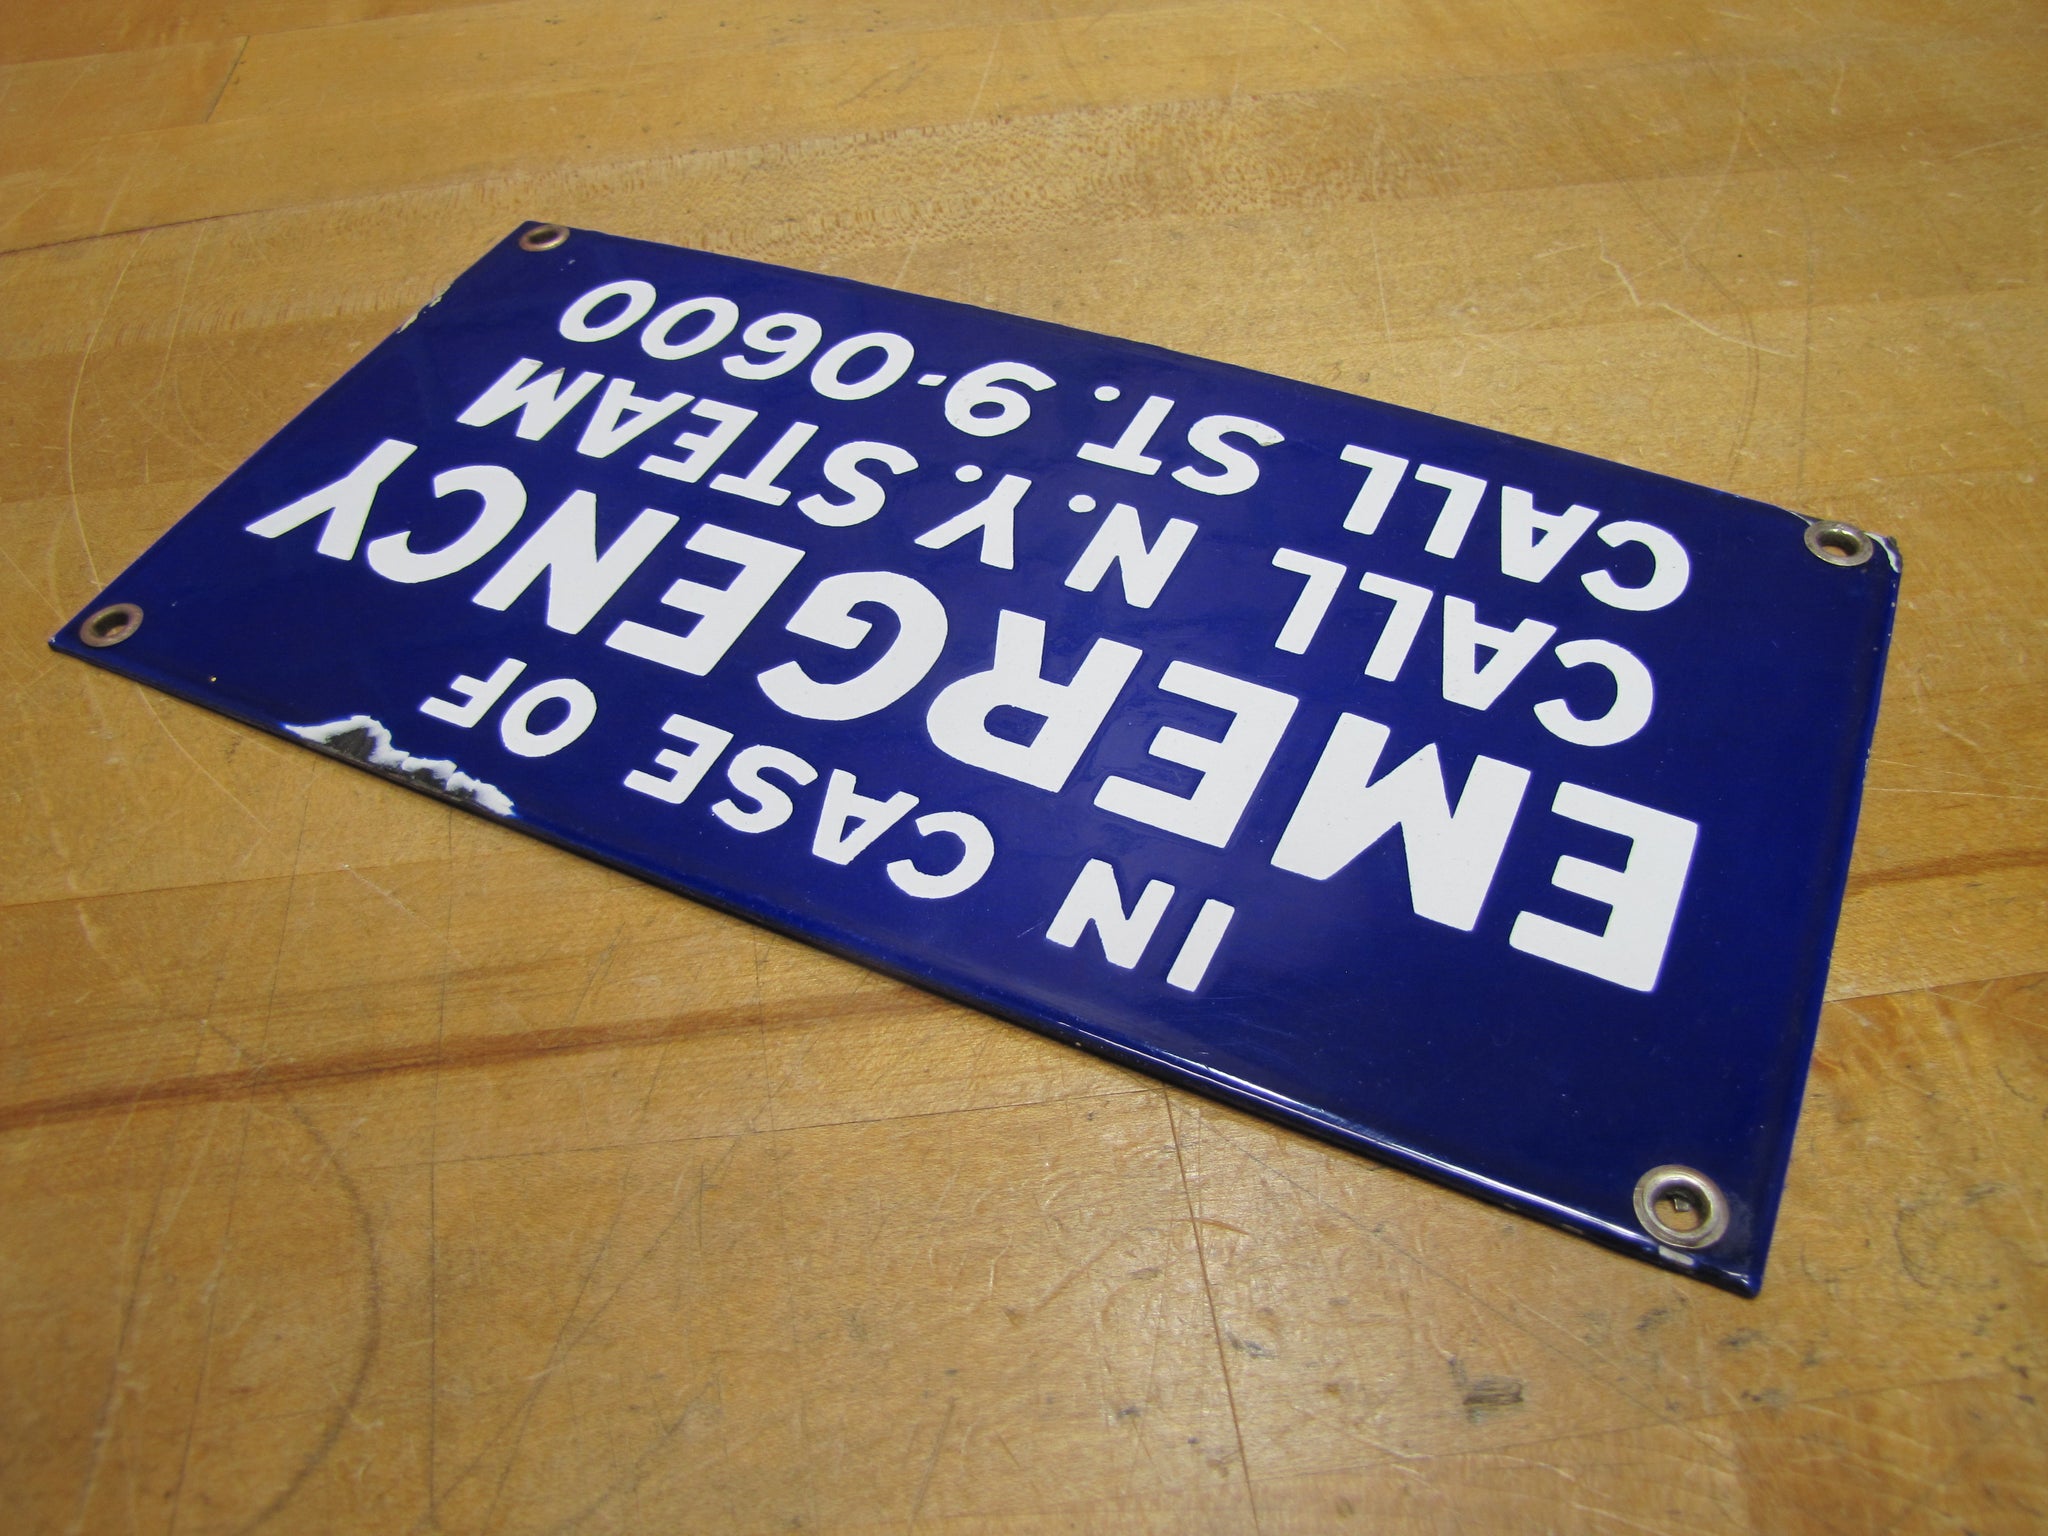 IN CASE OF
EMERGENCY
CALL N.Y. STEAM
CALL ST. 9-0600